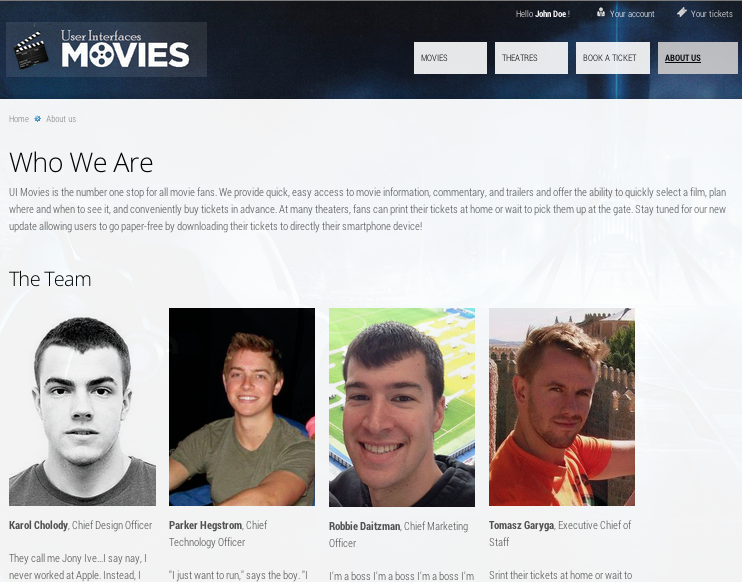 Hello John Doe !
Your account
Your tickets
User Interfaces
MOVIES
MOVIES
THEATRES
BOOK A TICKET
ABOUT US
Home
About us
Who We Are
UI Movies is the number one stop for all movie fans. We provide quick, easy access to movie information, commentary, and trailers and offer the ability to quickly select a film, plan
where and when to see it, and conveniently buy tickets in advance. At many theaters, fans can print their tickets at home or wait to pick them up at the gate. Stay tuned for our new
update allowing users to go paper-free by downloading their tickets to directly their smartphone device!
The Team
Karol Cholody, Chief Design Officer
They call me Jony Ive...I say nay, I
never worked at Apple. Instead, I
Parker Hegstrom, Chief
Technology Officer
"I just want to run," says the boy. "I
Robbie Daitzman, Chief Marketing
Officer
I'm a boss I'm a boss I'm a boss I'm
Tomasz Garyga, Executive Chief of
Staff
Srint their tickets at home or wait to